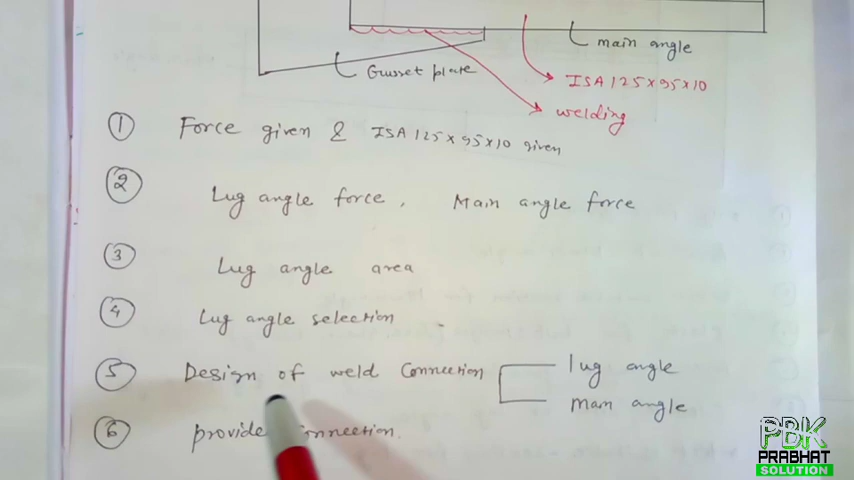 main angle
Gusset plate
ISA 125 x 95 x 10
welding
① Force given & ISA 125 x 95 x 10 given
② Lug angle force, Main angle force
③ Lug angle area
④ Lug angle selection
⑤ Design of weld Connection lug angle
main angle
⑥ provide
PBK
PRABHAT
SOLUTION